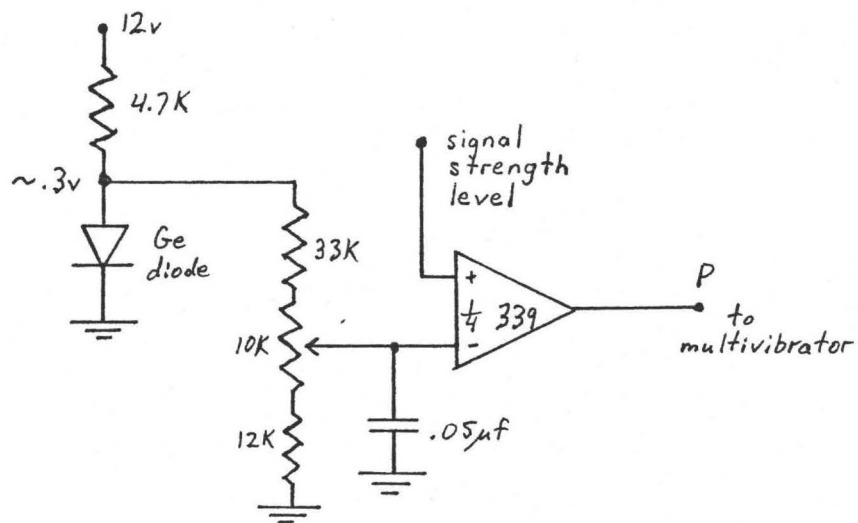 12v
4.7K
~.3v
Ge
diode
33K
10K
12K
.05µf
signal
strength
level
+
1/4 339
-
P
to
multivibrator